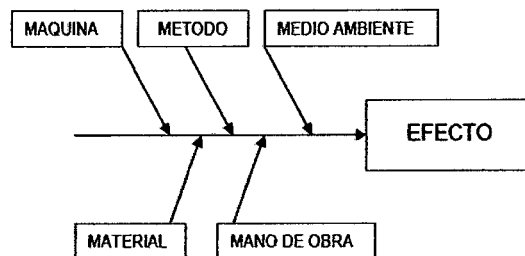 MAQUINA
METODO
MEDIO AMBIENTE
EFECTO
MATERIAL
MANO DE OBRA